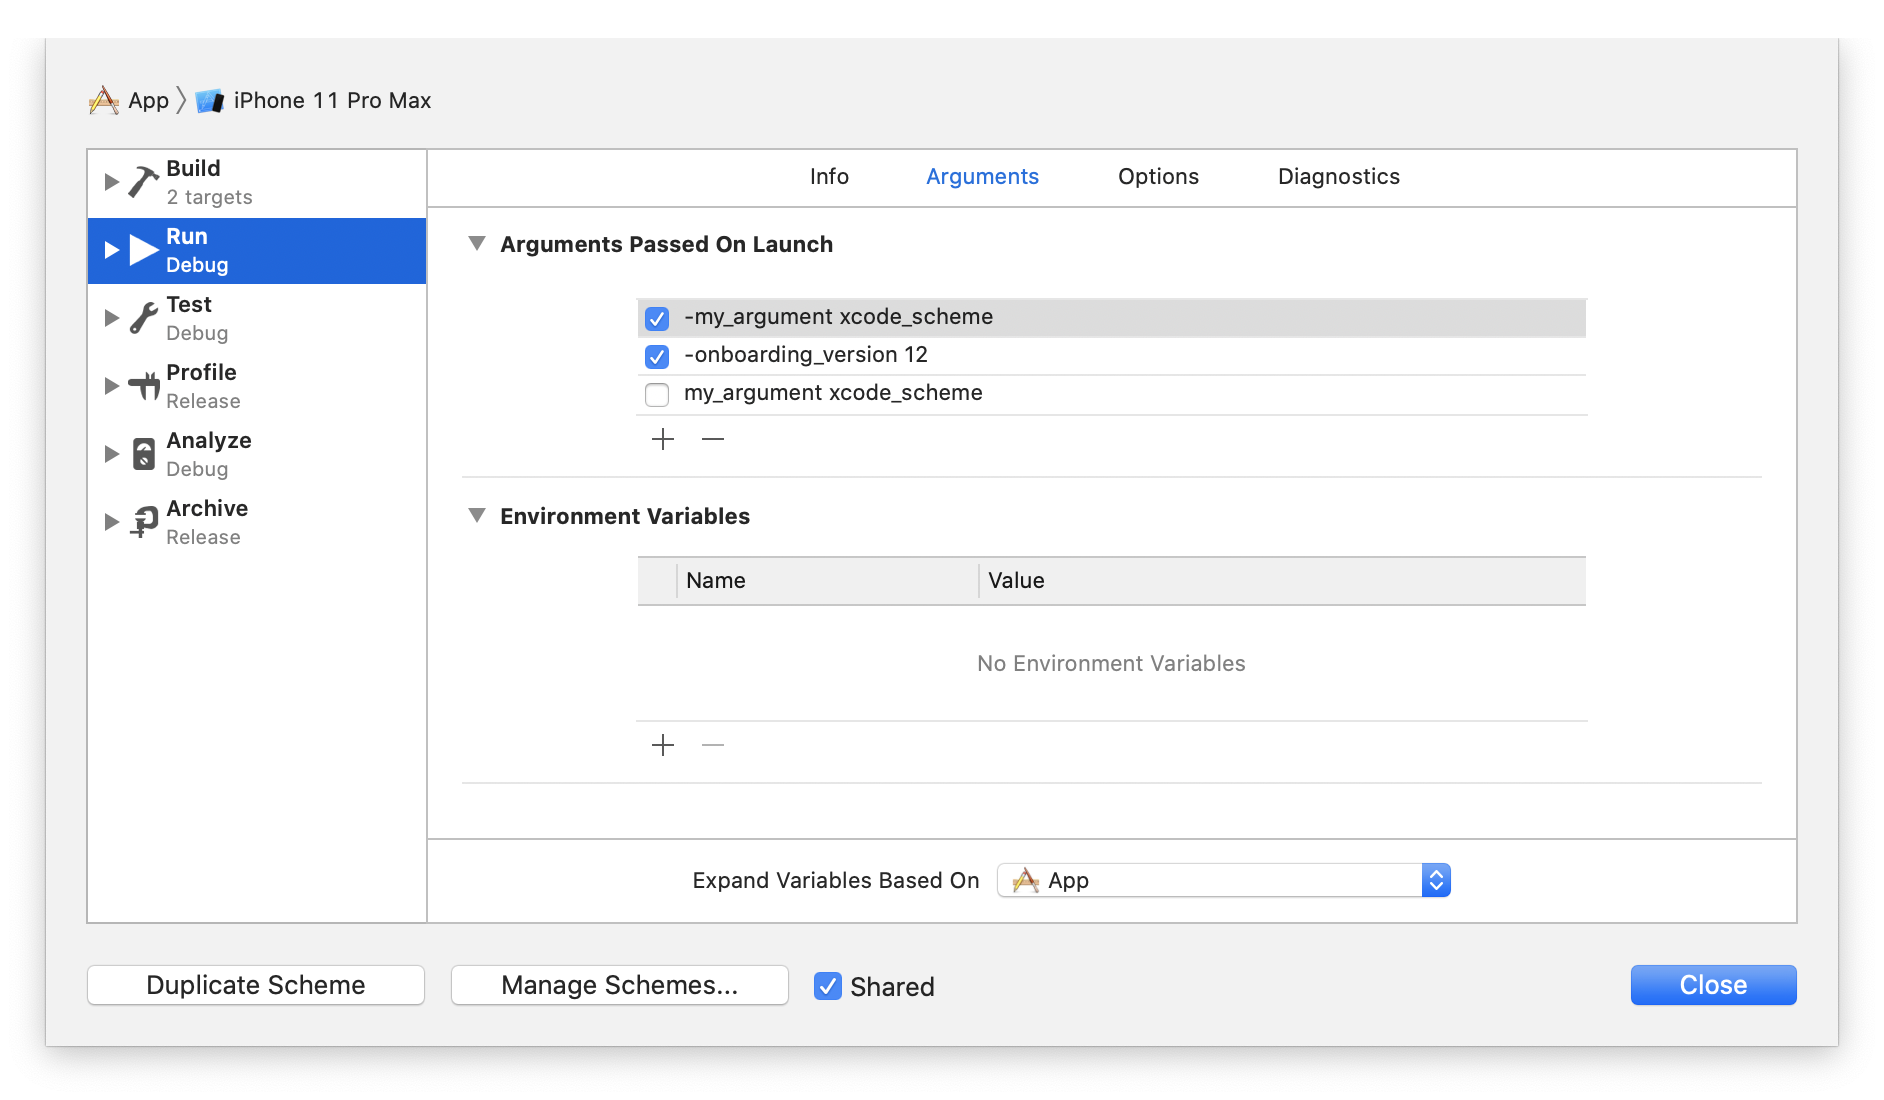 App iPhone 11 Pro Max
Build
2 targets
Run
Debug
Test
Debug
Profile
Release
Analyze
Debug
Archive
Release
Info Arguments Options Diagnostics
Arguments Passed On Launch
-my_argument xcode_scheme
-onboarding_version 12
my_argument xcode_scheme
Environment Variables
Name Value
No Environment Variables
Expand Variables Based On App
Duplicate Scheme Manage Schemes... Shared Close